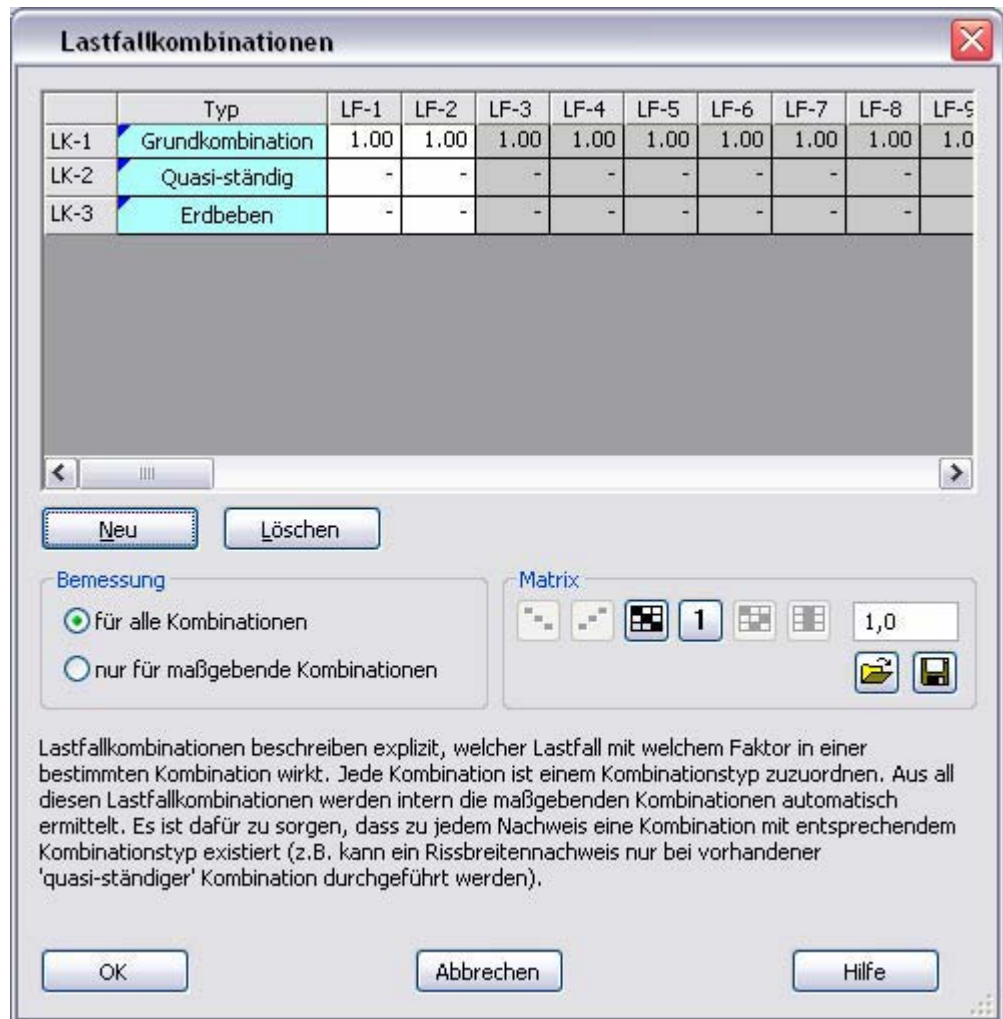 Lastfallkombinationen
Typ LF-1 LF-2 LF-3 LF-4 LF-5 LF-6 LF-7 LF-8 LF-9
LK-1 Grundkombination 1.00 1.00 1.00 1.00 1.00 1.00 1.00 1.00 1.0
LK-2 Quasi-ständig - - - - - - - -
LK-3 Erdbeben - - - - - - - -
Neu Löschen
Bemessung
für alle Kombinationen
nur für maßgebende Kombinationen
Matrix
1 1,0
Lastfallkombinationen beschreiben explizit, welcher Lastfall mit welchem Faktor in einer
bestimmten Kombination wirkt. Jede Kombination ist einem Kombinationstyp zuzuordnen. Aus all
diesen Lastfallkombinationen werden intern die maßgebenden Kombinationen automatisch
ermittelt. Es ist dafür zu sorgen, dass zu jedem Nachweis eine Kombination mit entsprechendem
Kombinationstyp existiert (z.B. kann ein Rissbreitennachweis nur bei vorhandener
'quasi-ständiger' Kombination durchgeführt werden).
OK Abbrechen Hilfe